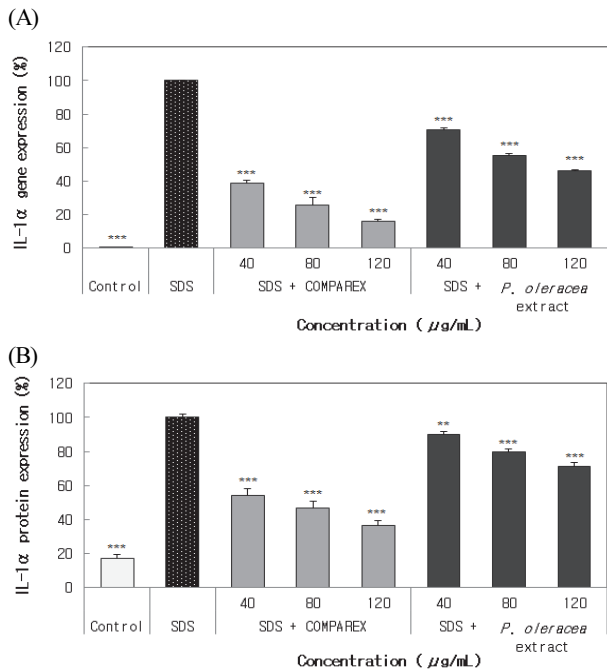 (A)
120
100
80
60
40
20
0
IL-1α gene expression (%)
***
***
***
***
***
***
***
40 80 120 40 80 120
Control SDS SDS + COMPAREX SDS + P. oleracea
extract
Concentration ( μg/mL)
(B)
120
100
80
60
40
20
0
IL-1α protein expression (%)
***
***
***
***
**
***
***
40 80 120 40 80 120
Control SDS SDS + COMPAREX SDS + P. oleracea
extract
Concentration ( μg/mL)